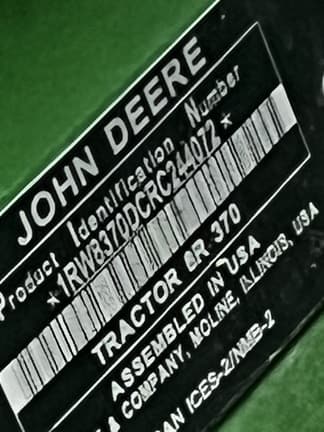 JOHN DEERE
Product Identification Number
*1RW8370DCRC244072*
TRACTOR 8R 370
ASSEMBLED IN USA
& COMPANY, MOLINE, ILLINOIS, USA
ICES-2/NMB-2